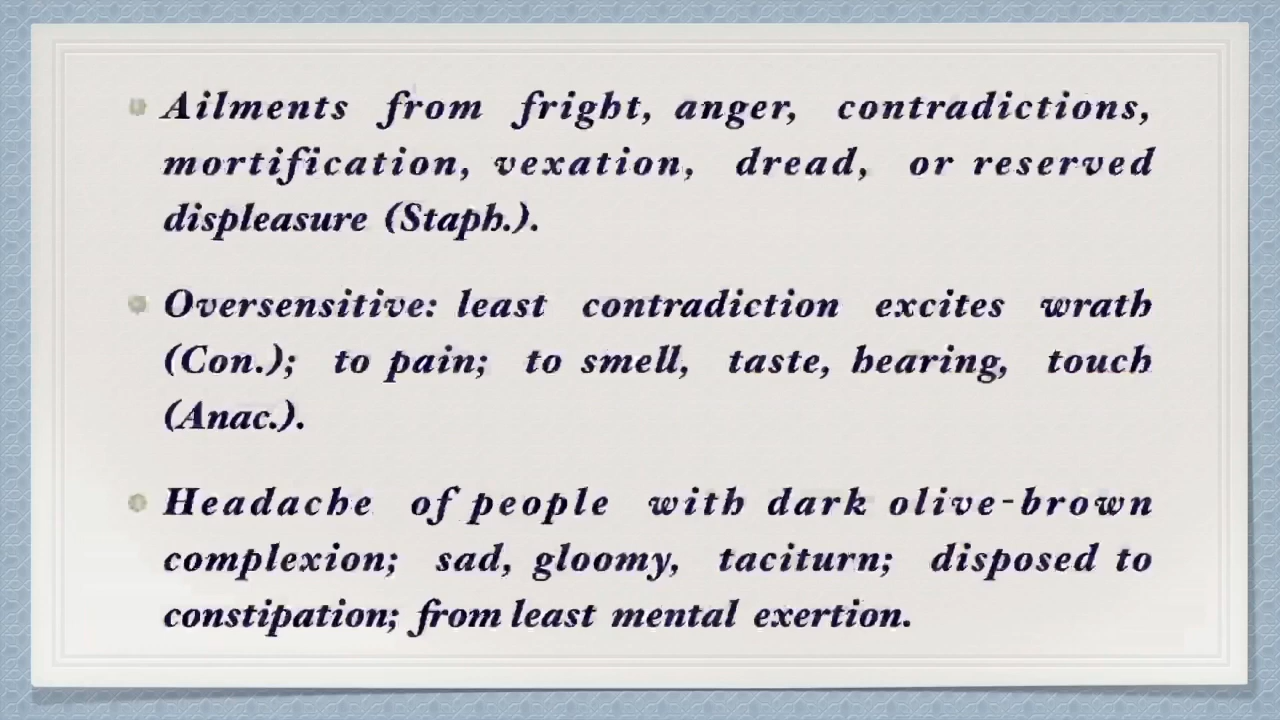 Ailments from fright, anger, contradictions,
mortification, vexation, dread, or reserved
displeasure (Staph.).
Oversensitive: least contradiction excites wrath
(Con.); to pain; to smell, taste, hearing, touch
(Anac.).
Headache of people with dark olive-brown
complexion; sad, gloomy, taciturn; disposed to
constipation; from least mental exertion.